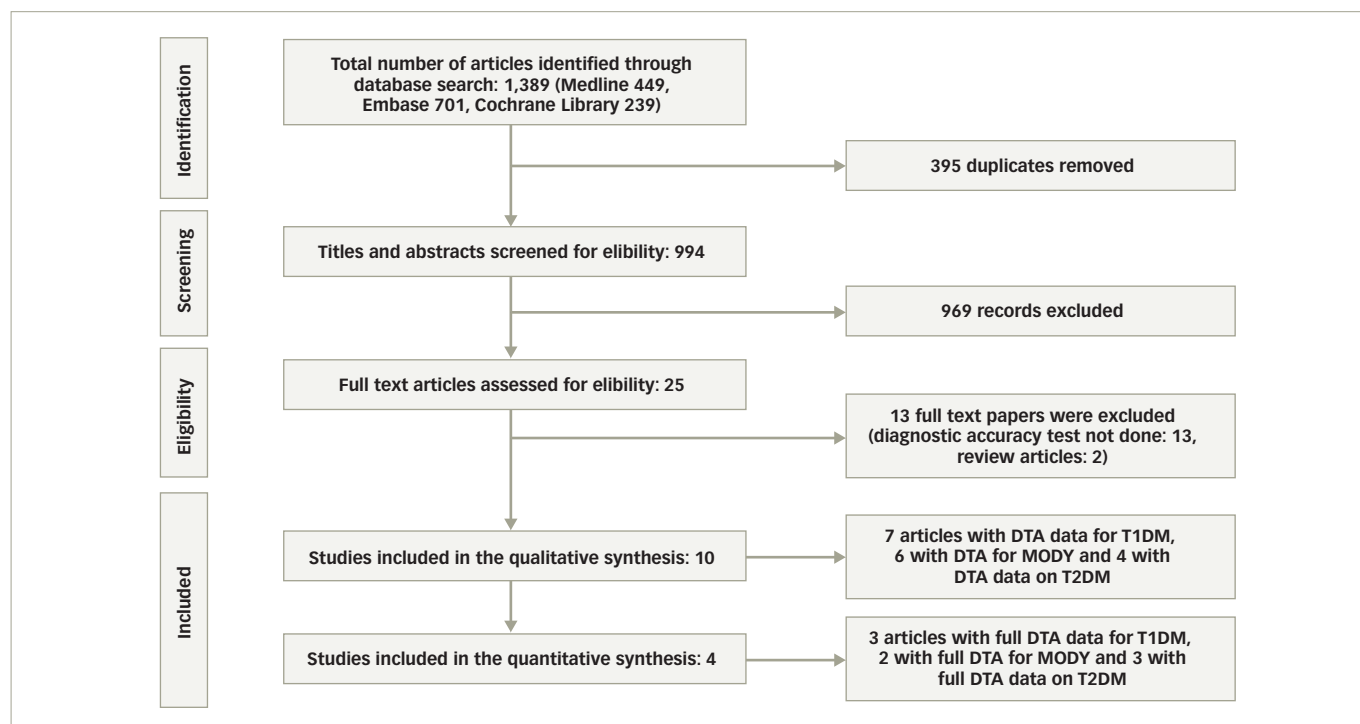 Identification
Total number of articles identified through
database search: 1,389 (Medline 449,
Embase 701, Cochrane Library 239)
395 duplicates removed
Screening
Titles and abstracts screened for elibility: 994
969 records excluded
Eligibility
Full text articles assessed for elibility: 25
13 full text papers were excluded
(diagnostic accuracy test not done: 13,
review articles: 2)
Included
Studies included in the qualitative synthesis: 10
7 articles with DTA data for T1DM,
6 with DTA for MODY and 4 with
DTA data on T2DM
Studies included in the quantitative synthesis: 4
3 articles with full DTA data for T1DM,
2 with full DTA for MODY and 3 with
full DTA data on T2DM